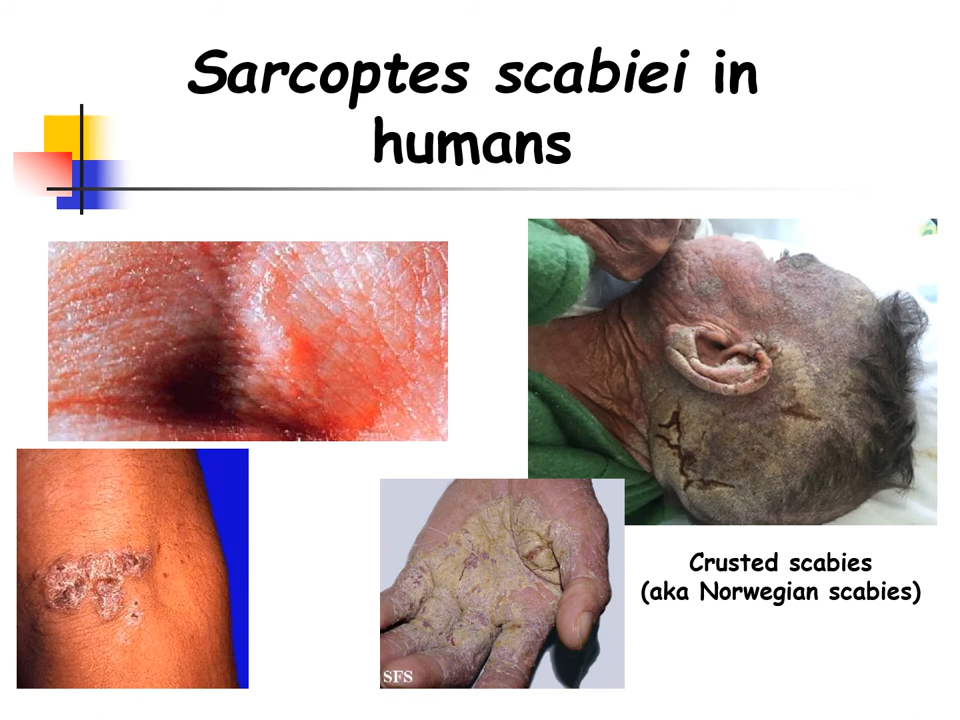 Sarcoptes scabiei in
humans
Crusted scabies
(aka Norwegian scabies)
SFS